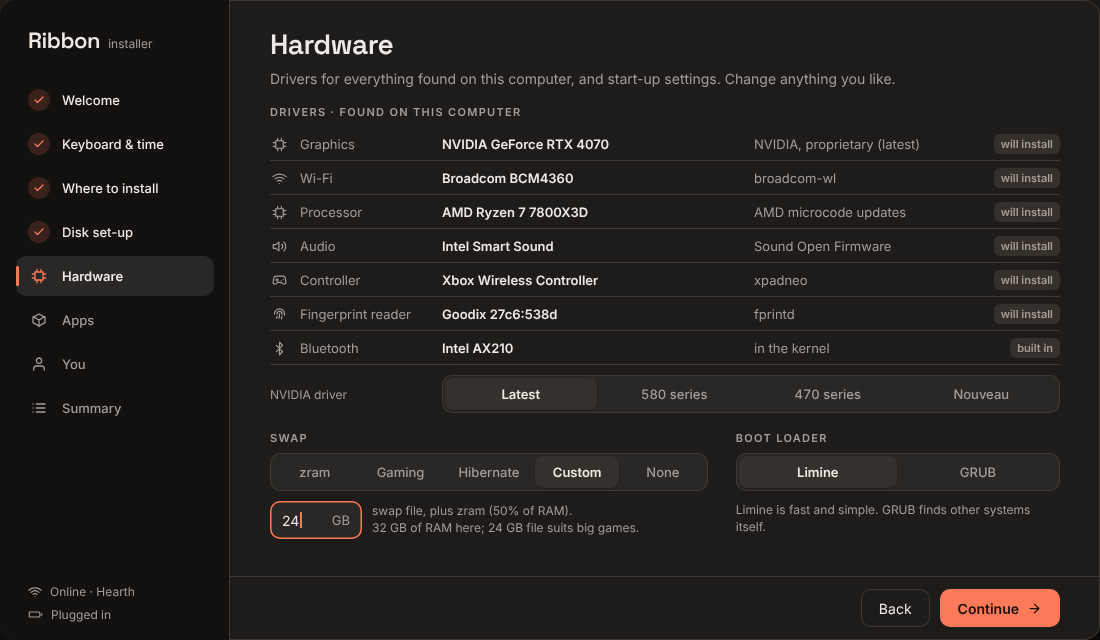 Ribbon installer
Welcome
Keyboard & time
Where to install
Disk set-up
Hardware
Apps
You
Summary
Online · Hearth
Plugged in
Hardware
Drivers for everything found on this computer, and start-up settings. Change anything you like.
DRIVERS · FOUND ON THIS COMPUTER
Graphics NVIDIA GeForce RTX 4070 NVIDIA, proprietary (latest) will install
Wi-Fi Broadcom BCM4360 broadcom-wl will install
Processor AMD Ryzen 7 7800X3D AMD microcode updates will install
Audio Intel Smart Sound Sound Open Firmware will install
Controller Xbox Wireless Controller xpadneo will install
Fingerprint reader Goodix 27c6:538d fprintd will install
Bluetooth Intel AX210 in the kernel built in
NVIDIA driver Latest 580 series 470 series Nouveau
SWAP
zram Gaming Hibernate Custom None
24 GB
swap file, plus zram (50% of RAM).
32 GB of RAM here; 24 GB file suits big games.
BOOT LOADER
Limine GRUB
Limine is fast and simple. GRUB finds other systems
itself.
Back Continue